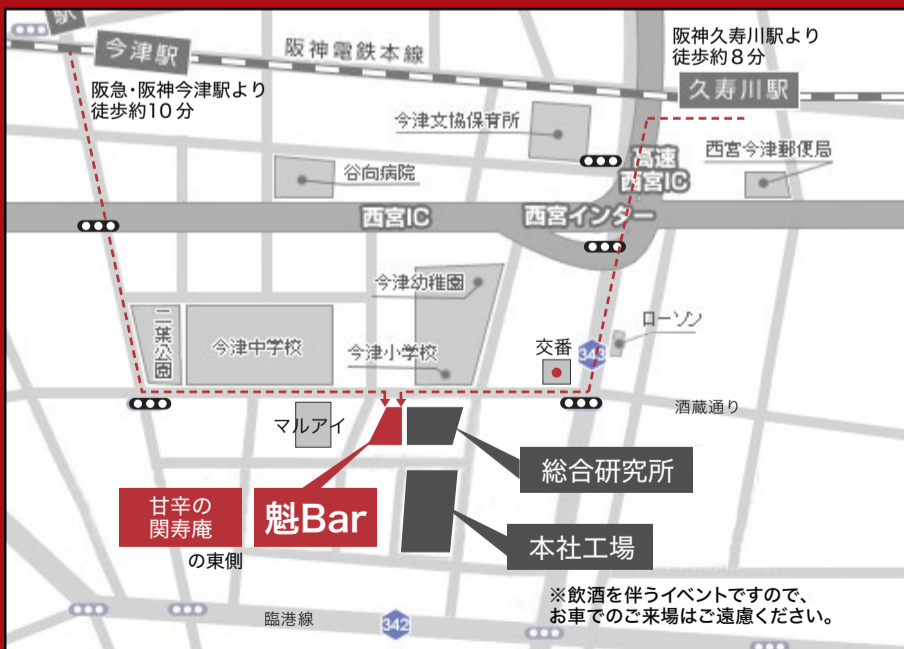 駅
今津駅
阪神電鉄本線
阪神久寿川駅より
徒歩約8分
久寿川駅
阪急・阪神今津駅より
徒歩約10分
今津文協保育所
高速
西宮IC
西宮今津郵便局
谷向病院
西宮IC
西宮インター
今津幼稚園
二葉公園
今津中学校
今津小学校
交番
343
ローソン
酒蔵通り
マルアイ
総合研究所
甘辛の
関寿庵
の東側
魁Bar
本社工場
※飲酒を伴うイベントですので、
お車でのご来場はご遠慮ください。
臨港線
342